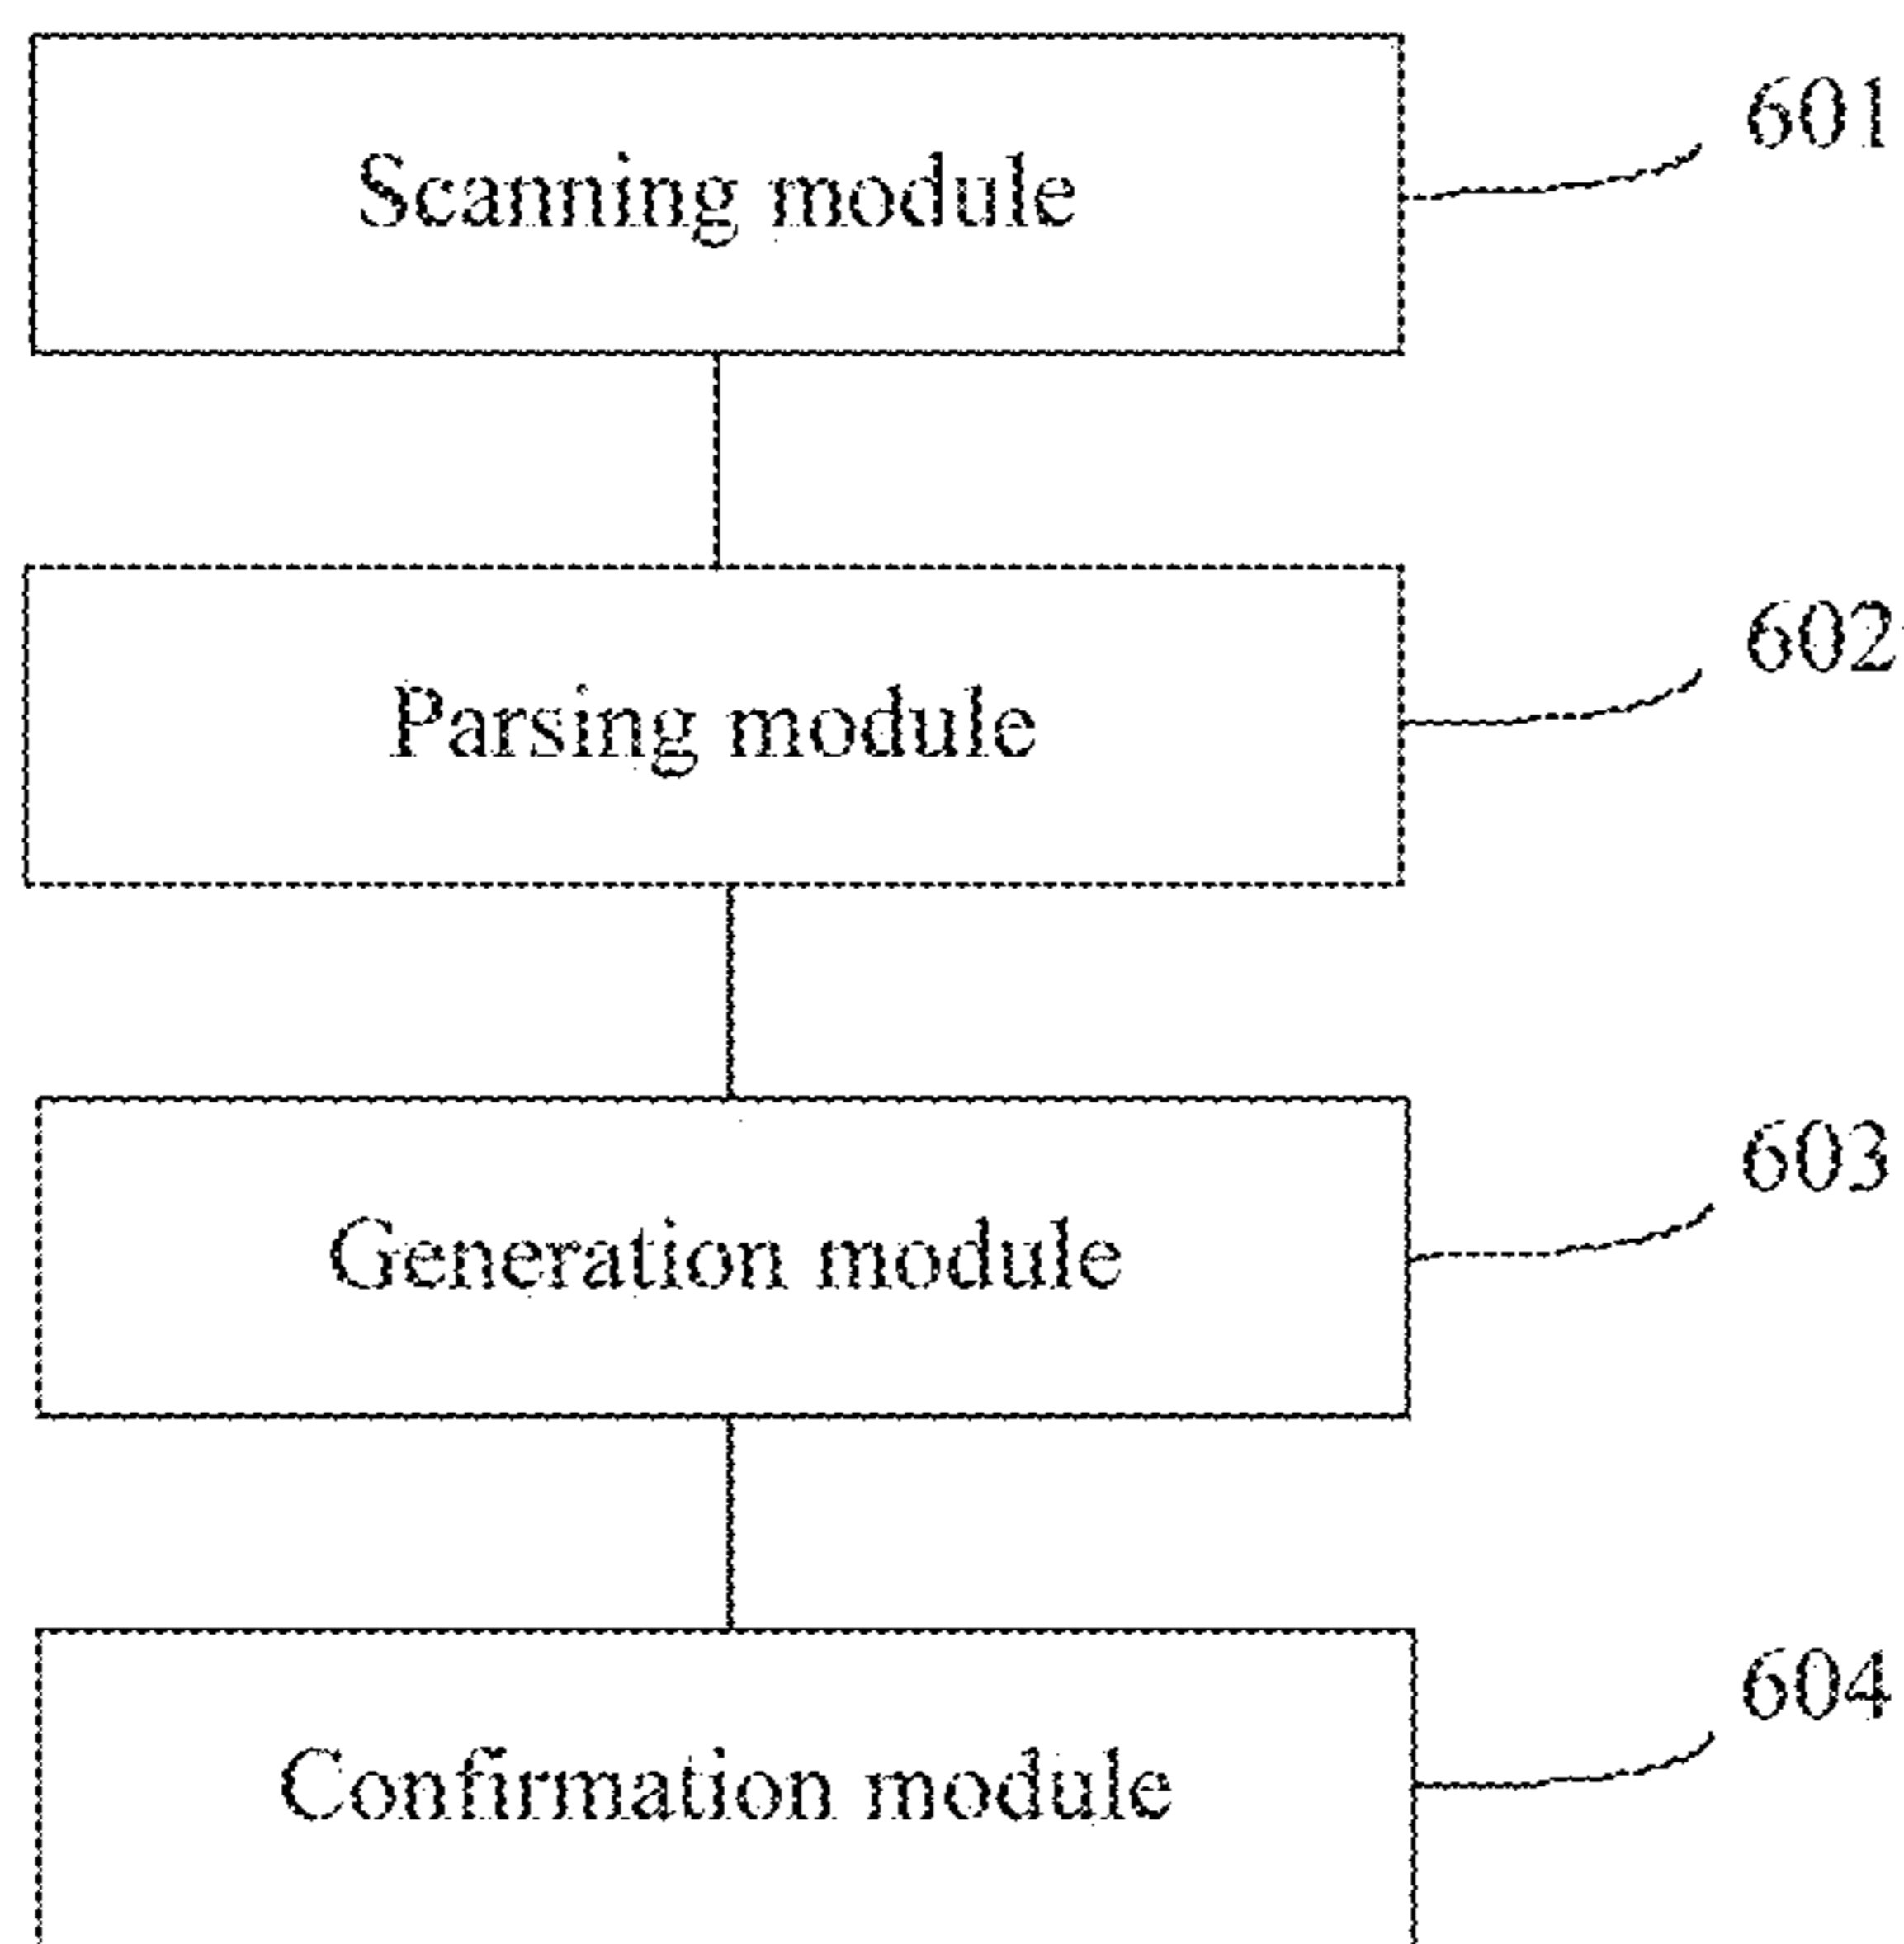 Scanning module
601
Parsing module
602
Generation module
603
Confirmation module
604